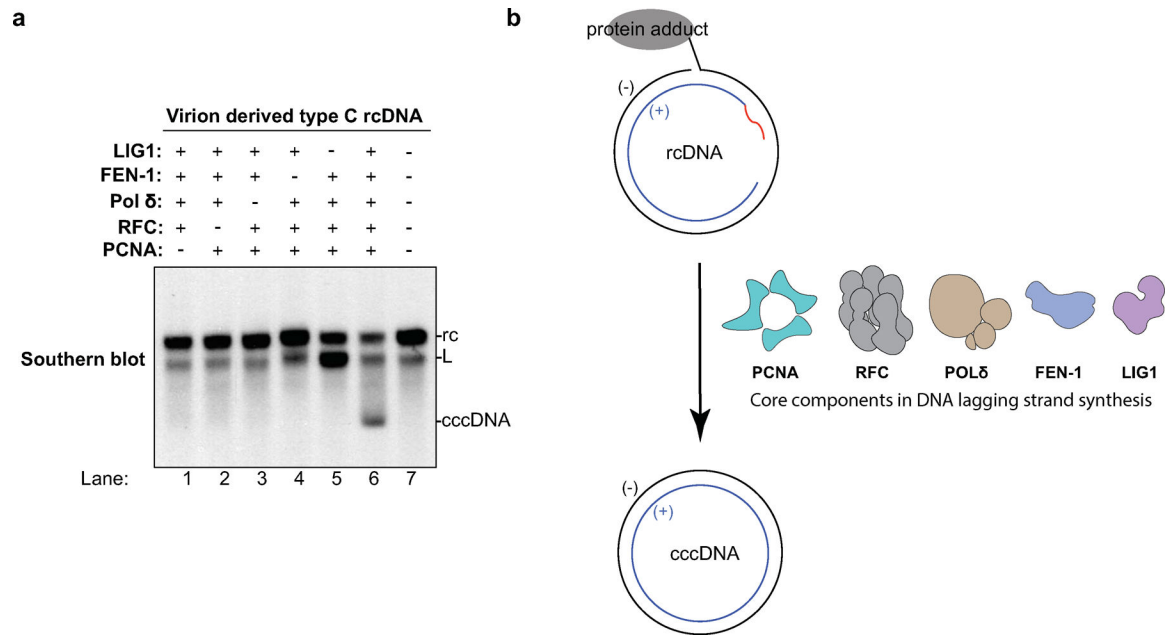 a
Virion derived type C rcDNA
LIG1: + + + + - + -
FEN-1: + + + - + + -
Pol δ: + + - + + + -
RFC: + - + + + + -
PCNA: - + + + + + -
Southern blot
rc
L
cccDNA
Lane: 1 2 3 4 5 6 7
b
protein adduct
(-)
(+)
rcDNA
PCNA RFC POLδ FEN-1 LIG1
Core components in DNA lagging strand synthesis
(-)
(+)
cccDNA